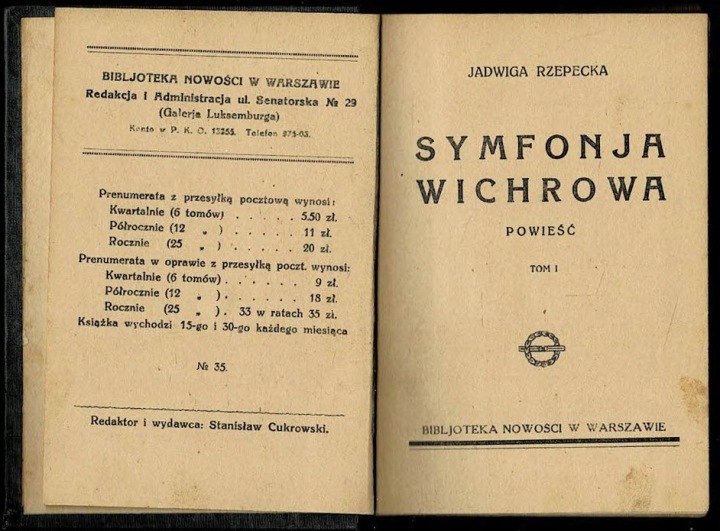 BIBLJOTEKA NOWOŚCI W WARSZAWIE
Redakcja i Administracja ul. Senatorska № 29
(Galerja Luksemburga)
Konto w P. K. O. 13255. Telefon 275-03.
Prenumerata z przesyłką pocztową wynosi:
Kwartalnie (6 tomów) . . . . . 5.50 zł.
Półrocznie (12 „ ) . . . . . 11 zł.
Rocznie (25 „ ) . . . . . 20 zł.
Prenumerata w oprawie z przesyłką poczt. wynosi:
Kwartalnie (6 tomów) . . . . . . 9 zł.
Półrocznie (12 „ ) . . . . . . 18 zł.
Rocznie (25 „ ) . 33 w ratach 35 zł.
Książka wychodzi 15-go i 30-go każdego miesiąca
№ 35.
Redaktor i wydawca: Stanisław Cukrowski.
JADWIGA RZEPECKA
SYMFONJA
WICHROWA
POWIEŚĆ
TOM I
BIBLJOTEKA NOWOŚCI W WARSZAWIE